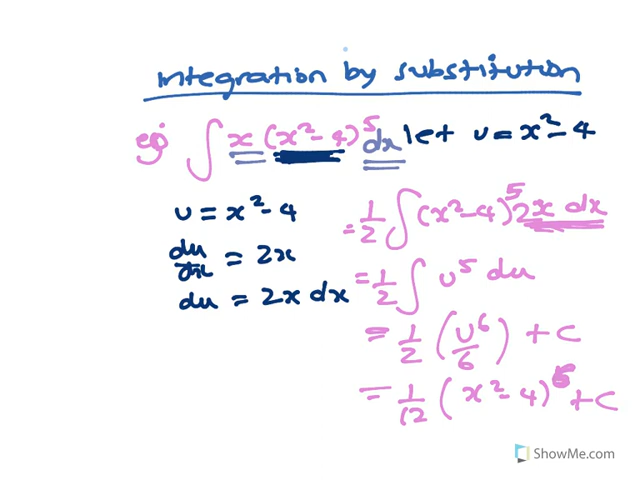 integration by substitution
eg) ∫ x (x² - 4)⁵ dx let u = x² - 4
u = x² - 4
du/dx = 2x
du = 2x dx
= 1/2 ∫ (x² - 4)⁵ 2x dx
= 1/2 ∫ u⁵ du
= 1/2 (u⁶/6) + c
= 1/12 (x² - 4) + c
ShowMe.com